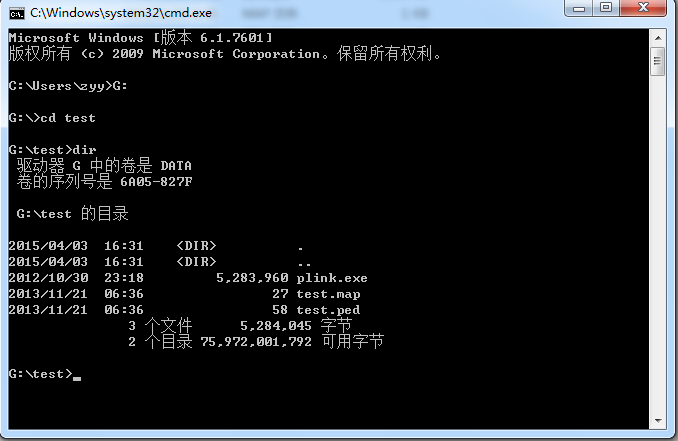 C:\Windows\system32\cmd.exe
Microsoft Windows [版本 6.1.7601]
版权所有 (c) 2009 Microsoft Corporation。保留所有权利。
C:\Users\zyy>G:
G:\>cd test
G:\test>dir
驱动器 G 中的卷是 DATA
卷的序列号是 6A05-827F
G:\test 的目录
2015/04/03  16:31    <DIR>          .
2015/04/03  16:31    <DIR>          ..
2012/10/30  23:18         5,283,960 plink.exe
2013/11/21  06:36                27 test.map
2013/11/21  06:36                58 test.ped
3 个文件      5,284,045 字节
2 个目录 75,972,001,792 可用字节
G:\test>